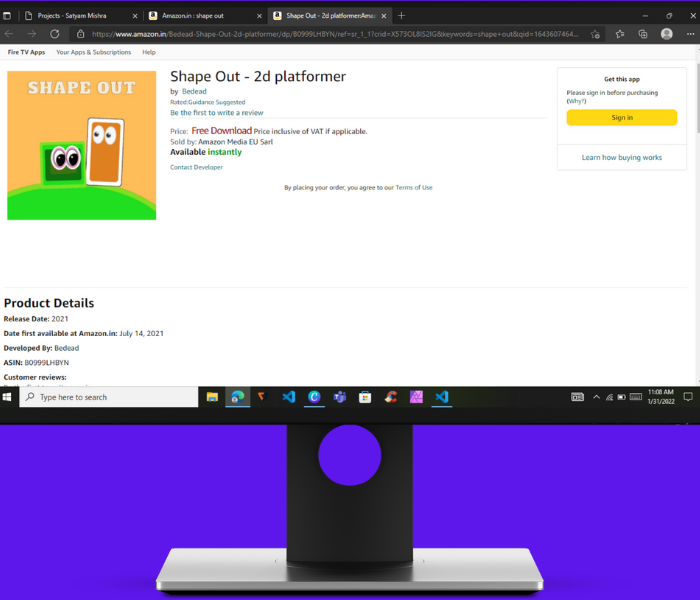 Projects - Satyam Mishra
Amazon.in : shape out
Shape Out - 2d platformer:Amaz
https://www.amazon.in/Bedead-Shape-Out-2d-platformer/dp/B0999LHBYN/ref=sr_1_1?crid=X573OL8IS2IG&keywords=shape+out&qid=1643607464...
Fire TV Apps Your Apps & Subscriptions Help
SHAPE OUT
Shape Out - 2d platformer
by Bedead
Rated:Guidance Suggested
Be the first to write a review
Price: Free Download Price inclusive of VAT if applicable.
Sold by: Amazon Media EU Sarl
Available instantly
Contact Developer
By placing your order, you agree to our Terms of Use
Get this app
Please sign in before purchasing
(Why?)
Sign in
Learn how buying works
Product Details
Release Date: 2021
Date first available at Amazon.in: July 14, 2021
Developed By: Bedead
ASIN: B0999LHBYN
Customer reviews:
Type here to search
11:08 AM
1/31/2022